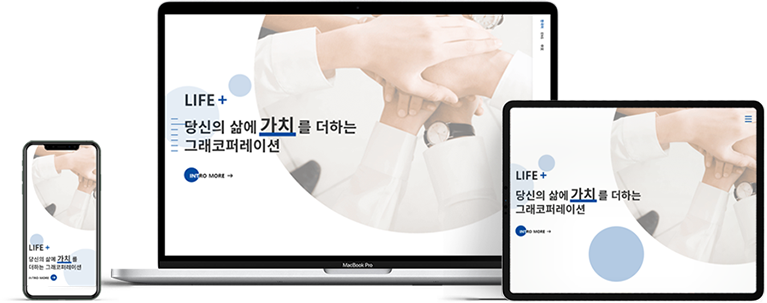 LIFE +
당신의 삶에 가치를 더하는
그래코퍼레이션
INTRO MORE →
MacBook Pro
LIFE +
당신의 삶에 가치를
더하는 그래코퍼레이션
INTRO MORE →
LIFE +
당신의 삶에 가치를 더하는
그래코퍼레이션
INTRO MORE →